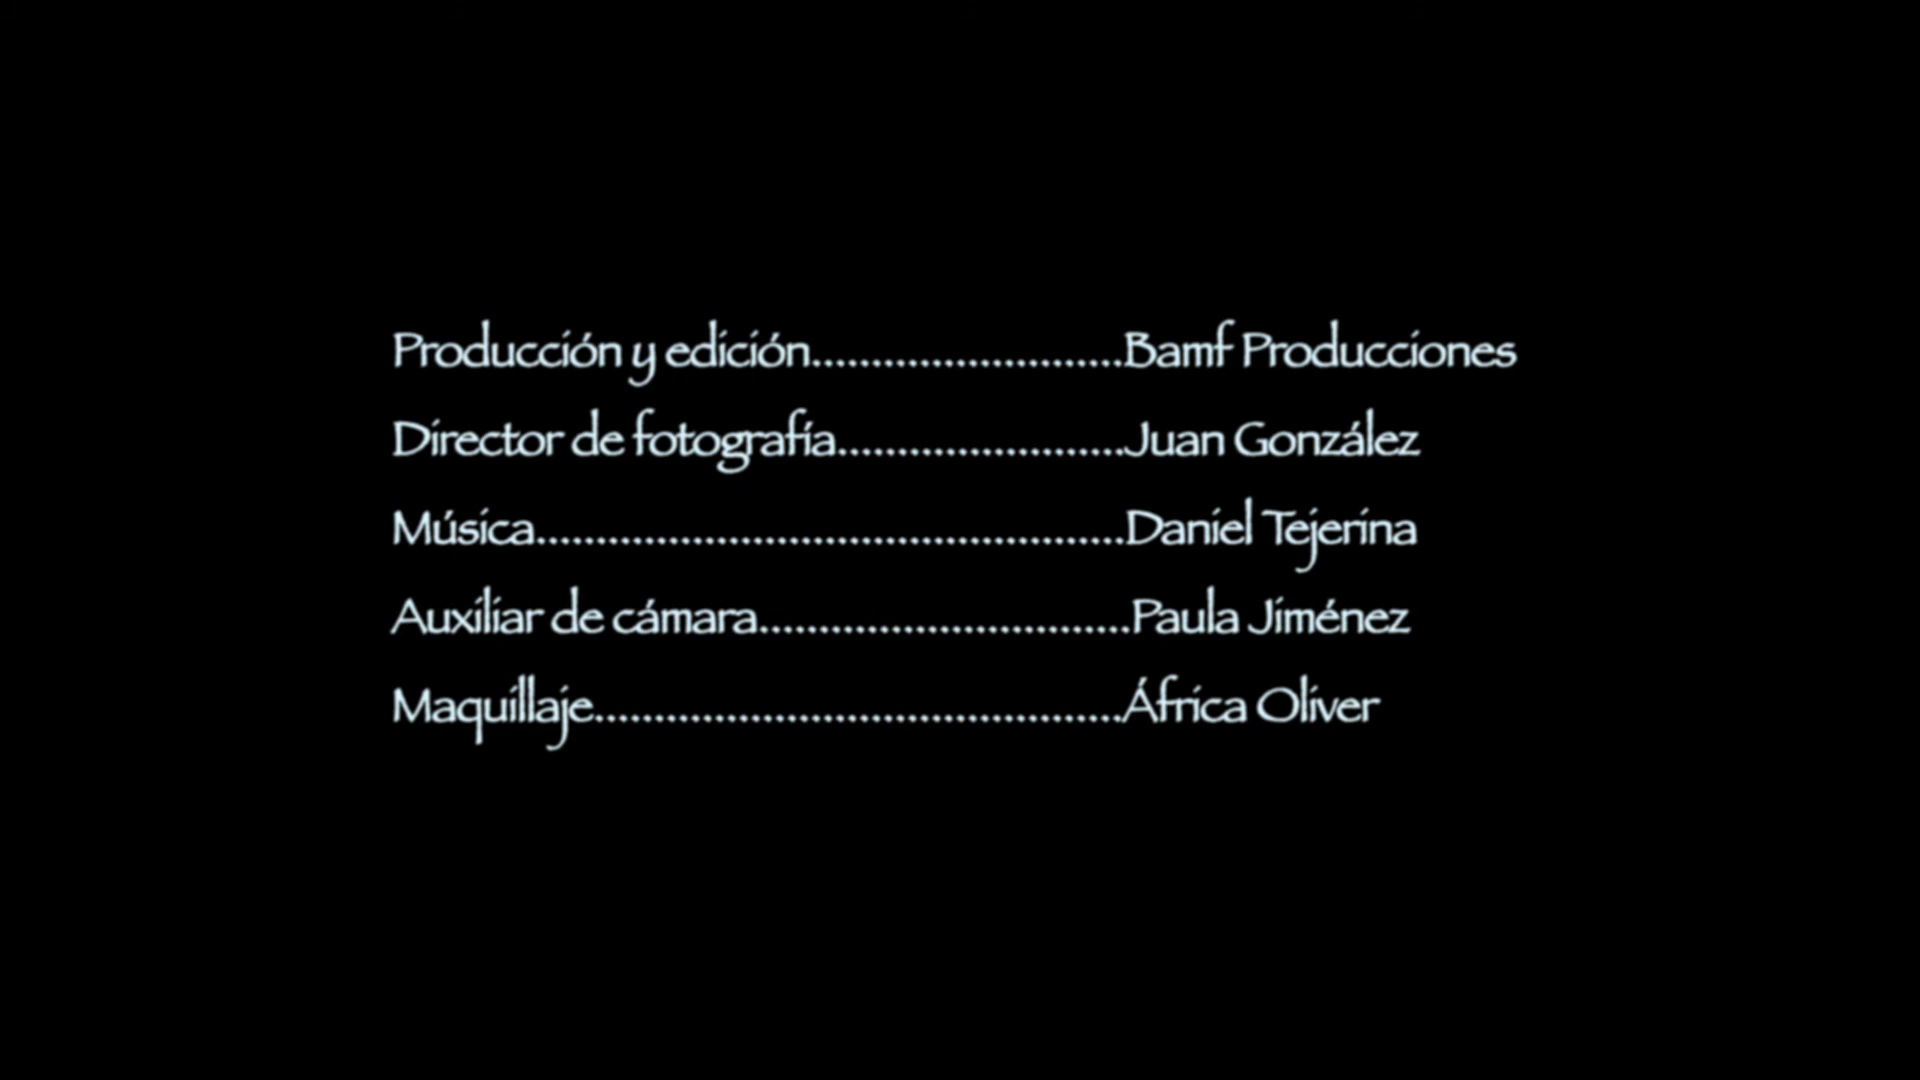 Producción y edición..........................Bamf Producciones
Director de fotografía........................Juan González
Música.................................................Daniel Tejerina
Auxiliar de cámara...............................Paula Jiménez
Maquillaje............................................África Oliver